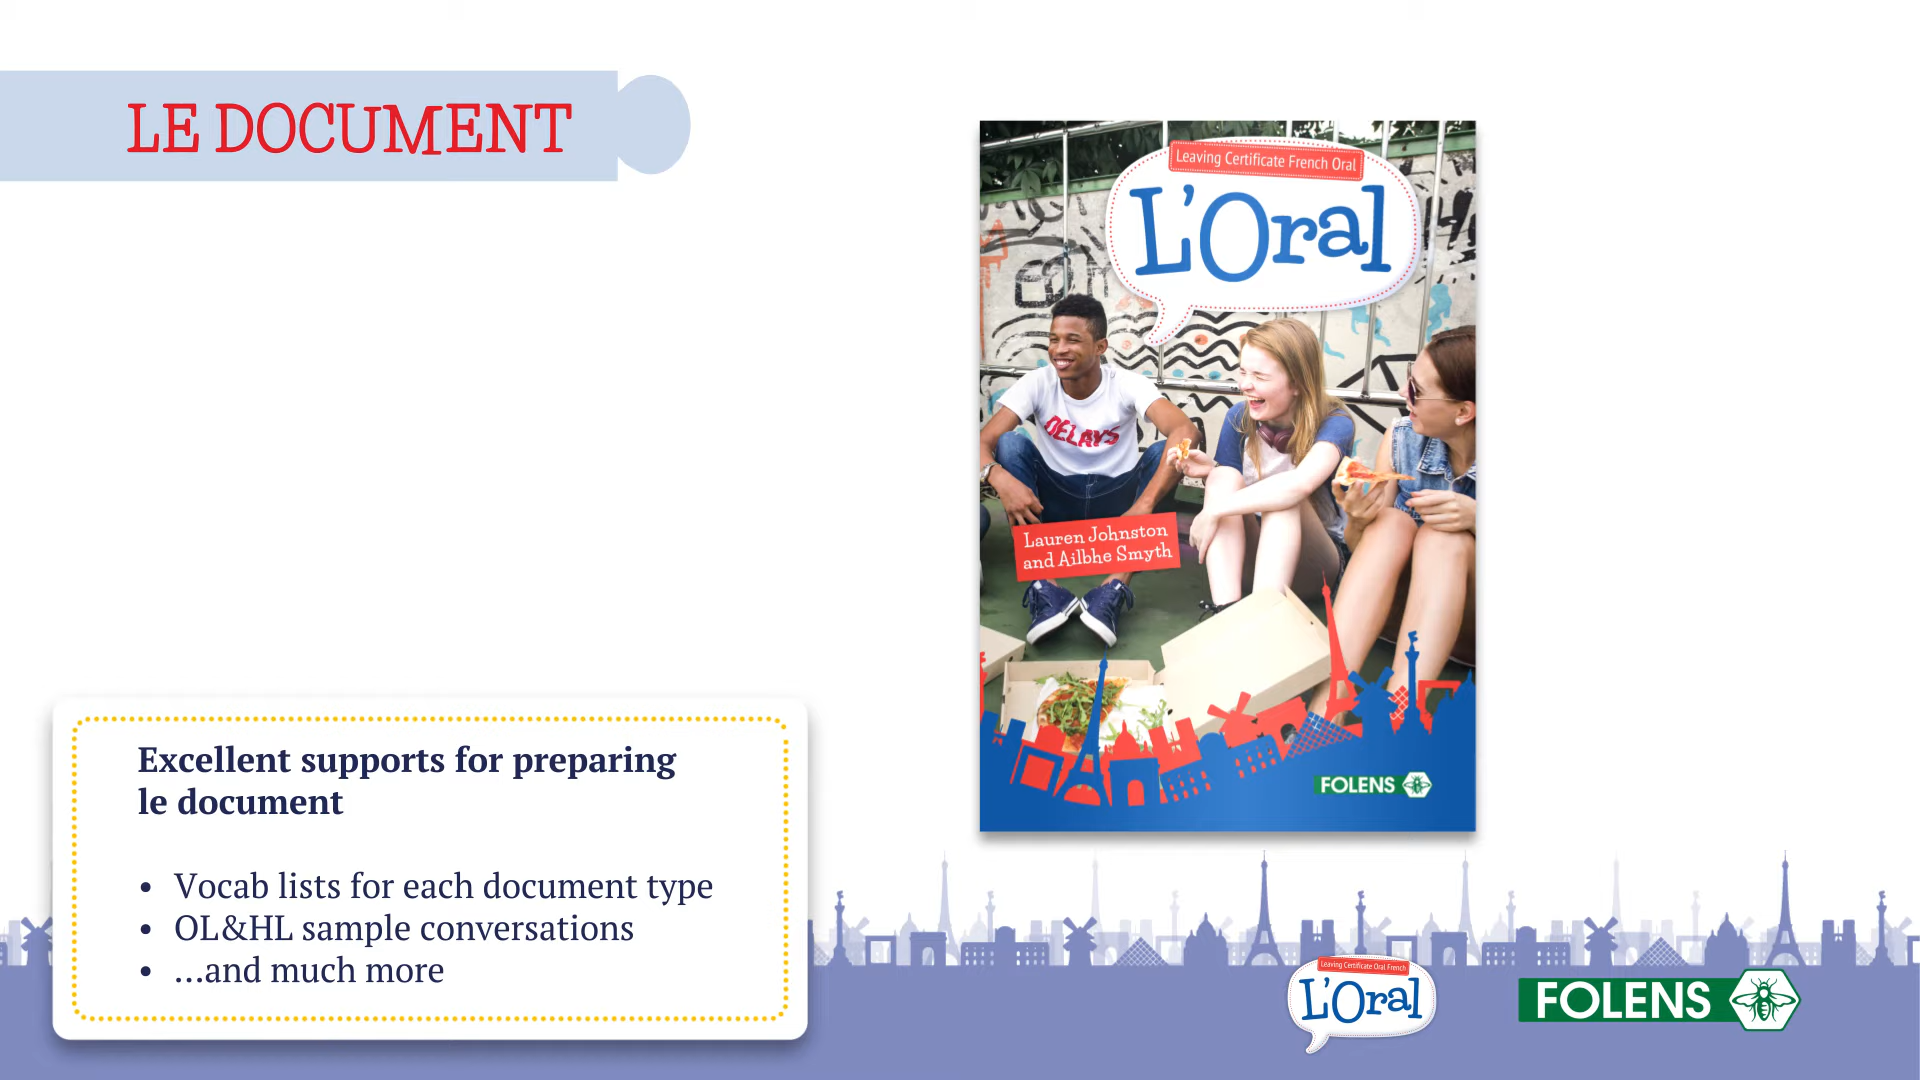 LE DOCUMENT
Leaving Certificate French Oral
L'Oral
DELAYS
Lauren Johnston
and Ailbhe Smyth
FOLENS
Excellent supports for preparing
le document
• Vocab lists for each document type
• OL&HL sample conversations
• ...and much more
Leaving Certificate Oral French
L'Oral
FOLENS